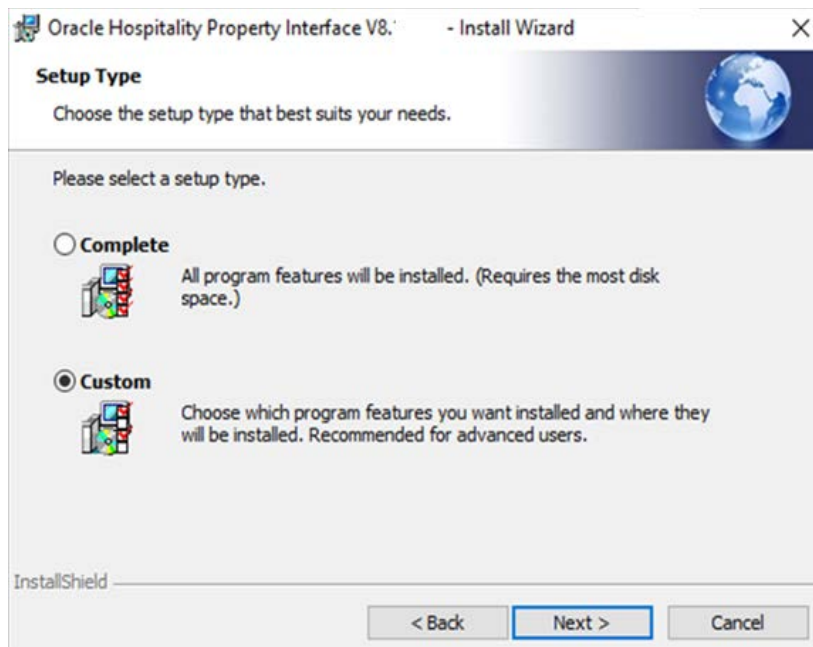 Oracle Hospitality Property Interface V8. - Install Wizard
Setup Type
Choose the setup type that best suits your needs.
Please select a setup type.
Complete
All program features will be installed. (Requires the most disk
space.)
Custom
Choose which program features you want installed and where they
will be installed. Recommended for advanced users.
InstallShield
< Back
Next >
Cancel